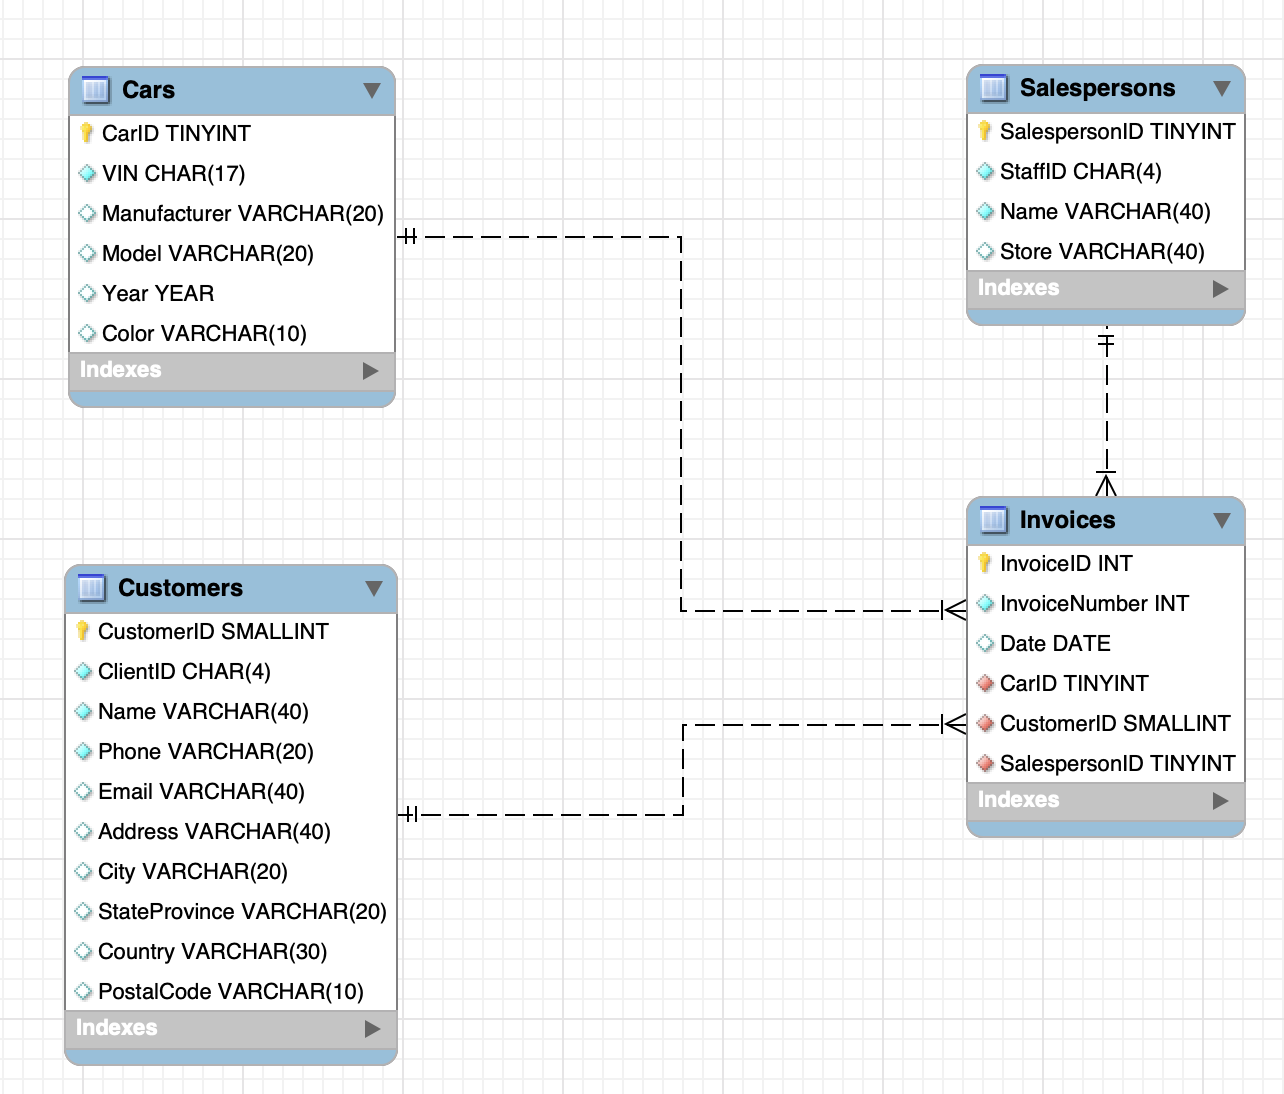 Cars
CarID TINYINT
VIN CHAR(17)
Manufacturer VARCHAR(20)
Model VARCHAR(20)
Year YEAR
Color VARCHAR(10)
Indexes
Salespersons
SalespersonID TINYINT
StaffID CHAR(4)
Name VARCHAR(40)
Store VARCHAR(40)
Indexes
Customers
CustomerID SMALLINT
ClientID CHAR(4)
Name VARCHAR(40)
Phone VARCHAR(20)
Email VARCHAR(40)
Address VARCHAR(40)
City VARCHAR(20)
StateProvince VARCHAR(20)
Country VARCHAR(30)
PostalCode VARCHAR(10)
Indexes
Invoices
InvoiceID INT
InvoiceNumber INT
Date DATE
CarID TINYINT
CustomerID SMALLINT
SalespersonID TINYINT
Indexes